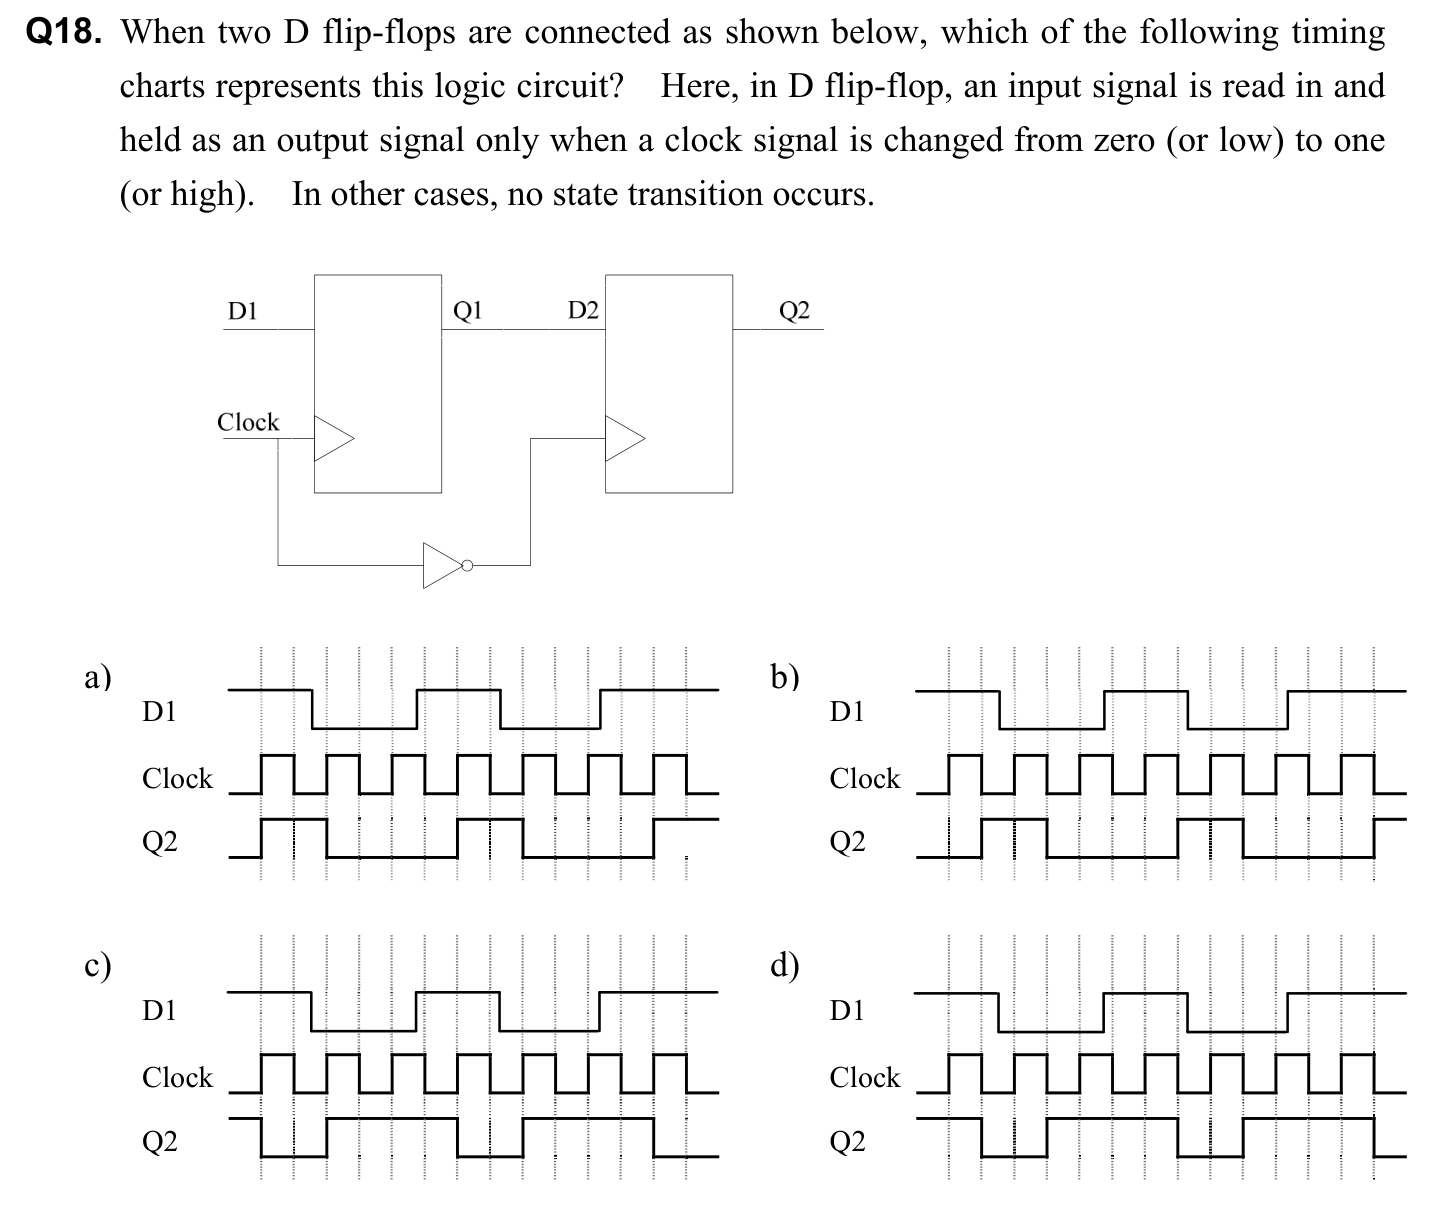 Q18. When two D flip-flops are connected as shown below, which of the following timing
charts represents this logic circuit? Here, in D flip-flop, an input signal is read in and
held as an output signal only when a clock signal is changed from zero (or low) to one
(or high). In other cases, no state transition occurs.
D1 Q1 D2 Q2
Clock
a) b)
D1 D1
Clock Clock
Q2 Q2
c) d)
D1 D1
Clock Clock
Q2 Q2